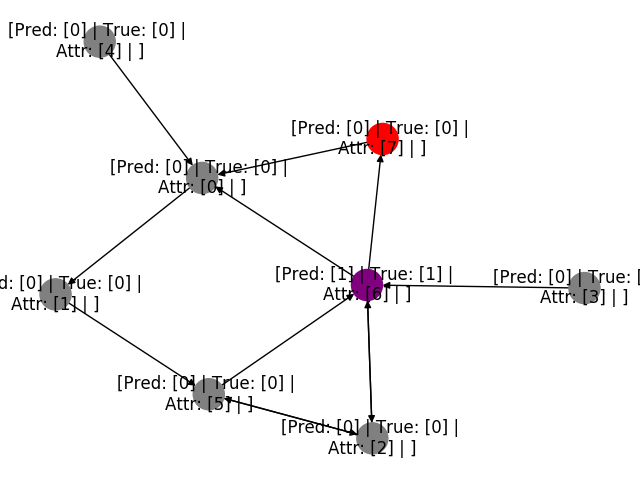 [Pred: [0] | True: [0] |
Attr: [4] | ]
[Pred: [0] | True: [0] |
Attr: [7] | ]
[Pred: [0] | True: [0] |
Attr: [0] | ]
d: [0] | True: [0] |
Attr: [1] | ]
[Pred: [1] | True: [1] |
Attr: [6] | ]
[Pred: [0] | True: [
Attr: [3] | ]
[Pred: [0] | True: [0] |
Attr: [5] | ]
[Pred: [0] | True: [0] |
Attr: [2] | ]